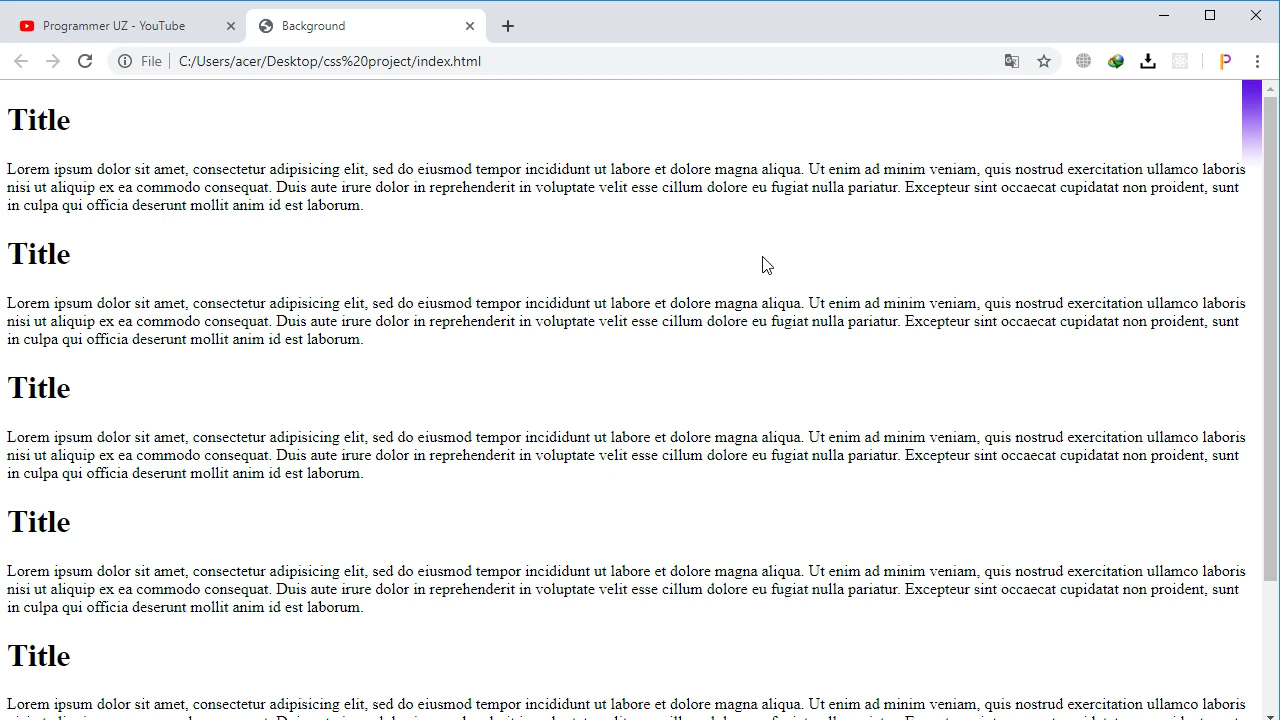 Programmer UZ - YouTube
Background
File
C:/Users/acer/Desktop/css%20project/index.html
Title
Lorem ipsum dolor sit amet, consectetur adipisicing elit, sed do eiusmod tempor incididunt ut labore et dolore magna aliqua. Ut enim ad minim veniam, quis nostrud exercitation ullamco laboris
nisi ut aliquip ex ea commodo consequat. Duis aute irure dolor in reprehenderit in voluptate velit esse cillum dolore eu fugiat nulla pariatur. Excepteur sint occaecat cupidatat non proident, sunt
in culpa qui officia deserunt mollit anim id est laborum.
Title
Lorem ipsum dolor sit amet, consectetur adipisicing elit, sed do eiusmod tempor incididunt ut labore et dolore magna aliqua. Ut enim ad minim veniam, quis nostrud exercitation ullamco laboris
nisi ut aliquip ex ea commodo consequat. Duis aute irure dolor in reprehenderit in voluptate velit esse cillum dolore eu fugiat nulla pariatur. Excepteur sint occaecat cupidatat non proident, sunt
in culpa qui officia deserunt mollit anim id est laborum.
Title
Lorem ipsum dolor sit amet, consectetur adipisicing elit, sed do eiusmod tempor incididunt ut labore et dolore magna aliqua. Ut enim ad minim veniam, quis nostrud exercitation ullamco laboris
nisi ut aliquip ex ea commodo consequat. Duis aute irure dolor in reprehenderit in voluptate velit esse cillum dolore eu fugiat nulla pariatur. Excepteur sint occaecat cupidatat non proident, sunt
in culpa qui officia deserunt mollit anim id est laborum.
Title
Lorem ipsum dolor sit amet, consectetur adipisicing elit, sed do eiusmod tempor incididunt ut labore et dolore magna aliqua. Ut enim ad minim veniam, quis nostrud exercitation ullamco laboris
nisi ut aliquip ex ea commodo consequat. Duis aute irure dolor in reprehenderit in voluptate velit esse cillum dolore eu fugiat nulla pariatur. Excepteur sint occaecat cupidatat non proident, sunt
in culpa qui officia deserunt mollit anim id est laborum.
Title
Lorem ipsum dolor sit amet, consectetur adipisicing elit, sed do eiusmod tempor incididunt ut labore et dolore magna aliqua. Ut enim ad minim veniam, quis nostrud exercitation ullamco laboris